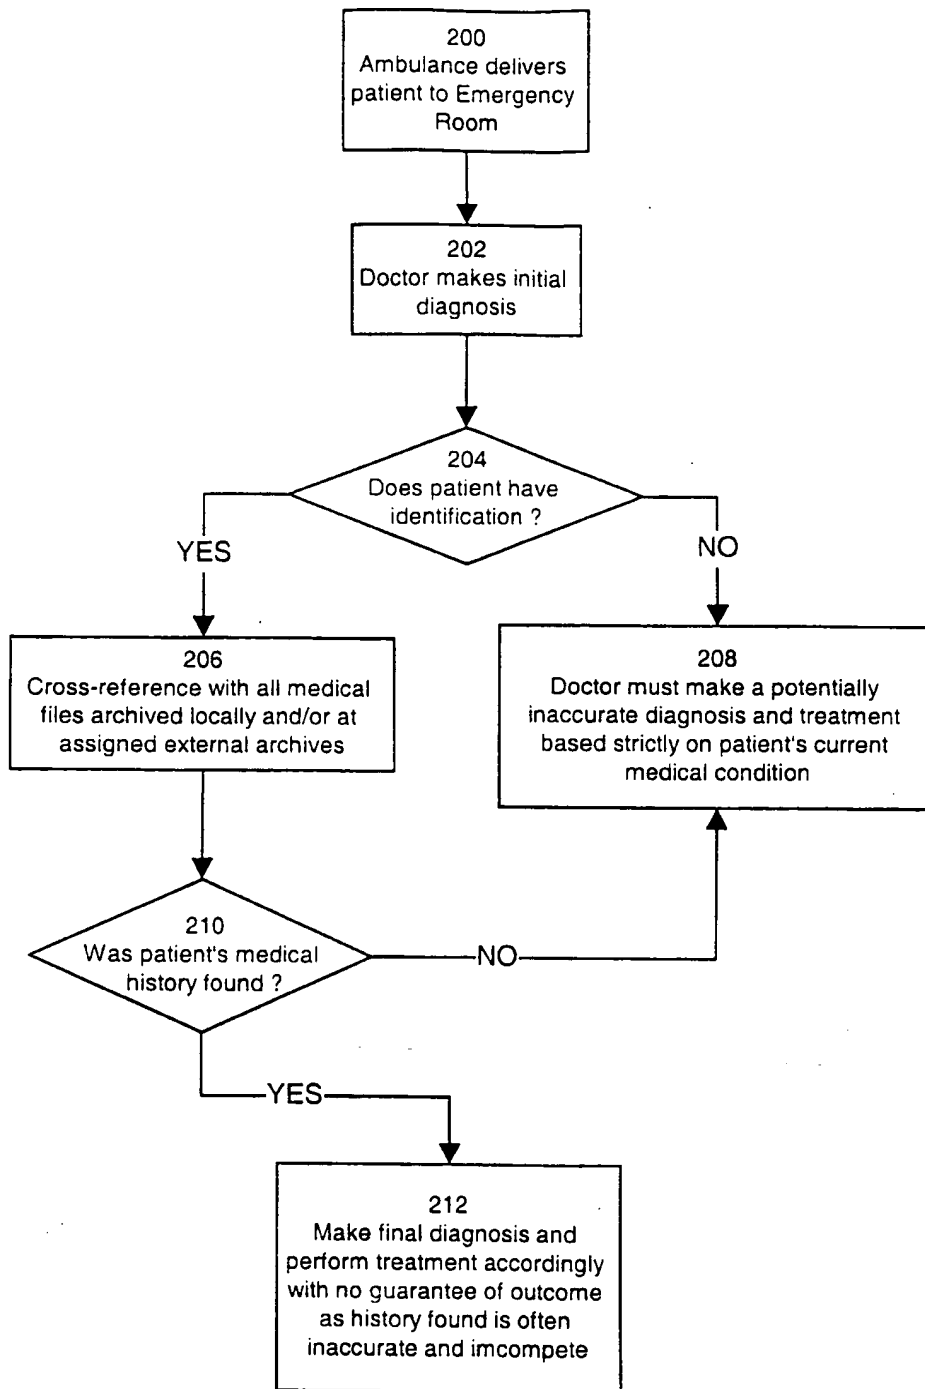 200
Ambulance delivers
patient to Emergency
Room
202
Doctor makes initial
diagnosis
204
Does patient have
identification ?
YES
NO
206
Cross-reference with all medical
files archived locally and/or at
assigned external archives
208
Doctor must make a potentially
inaccurate diagnosis and treatment
based strictly on patient's current
medical condition
210
Was patient's medical
history found ?
NO
YES
212
Make final diagnosis and
perform treatment accordingly
with no guarantee of outcome
as history found is often
inaccurate and imcompete